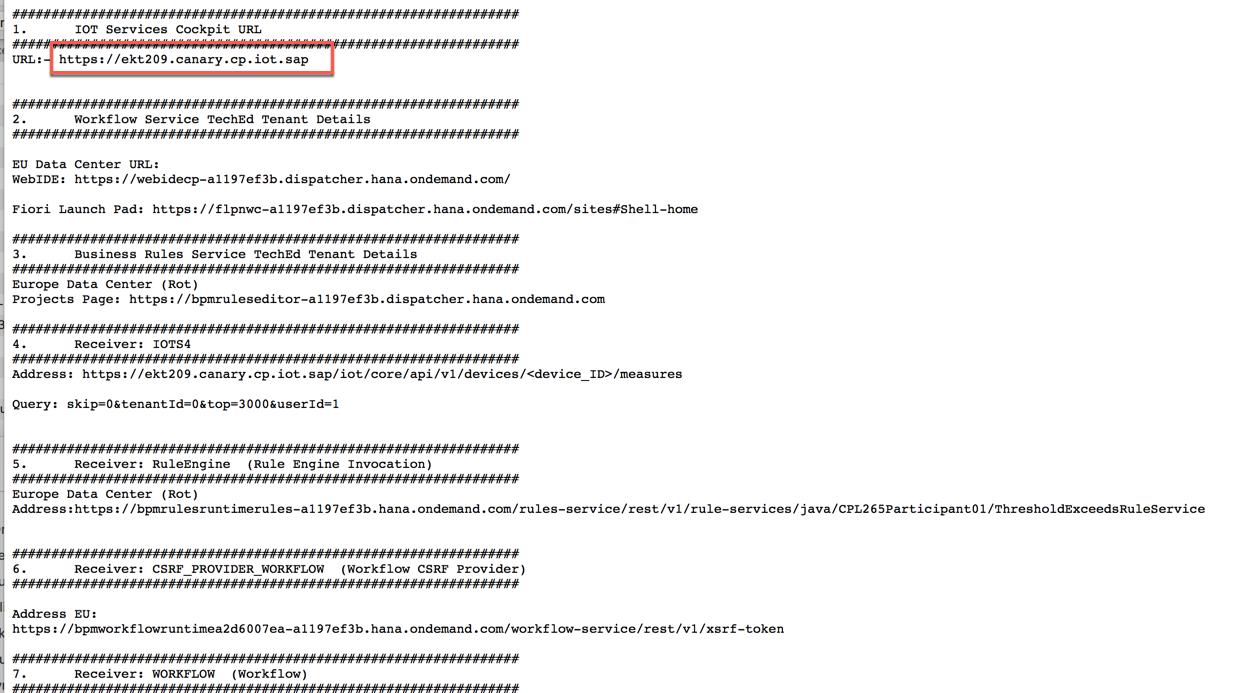 #################################################################
1.      IOT Services Cockpit URL
#################################################################
URL:- https://ekt209.canary.cp.iot.sap
#################################################################
2.      Workflow Service TechEd Tenant Details
#################################################################
EU Data Center URL:
WebIDE: https://webidecp-a1197ef3b.dispatcher.hana.ondemand.com/
Fiori Launch Pad: https://flpnwc-a1197ef3b.dispatcher.hana.ondemand.com/sites#Shell-home
#################################################################
3.      Business Rules Service TechEd Tenant Details
#################################################################
Europe Data Center (Rot)
Projects Page: https://bpmruleseditor-a1197ef3b.dispatcher.hana.ondemand.com
#################################################################
4.      Receiver: IOTS4
#################################################################
Address: https://ekt209.canary.cp.iot.sap/iot/core/api/v1/devices/<device_ID>/measures
Query: skip=0&tenantId=0&top=3000&userId=1
#################################################################
5.      Receiver: RuleEngine  (Rule Engine Invocation)
#################################################################
Europe Data Center (Rot)
Address:https://bpmrulesruntimerules-a1197ef3b.hana.ondemand.com/rules-service/rest/v1/rule-services/java/CPL265Participant01/ThresholdExceedsRuleService
#################################################################
6.      Receiver: CSRF_PROVIDER_WORKFLOW  (Workflow CSRF Provider)
#################################################################
Address EU:
https://bpmworkflowruntimea2d6007ea-a1197ef3b.hana.ondemand.com/workflow-service/rest/v1/xsrf-token
#################################################################
7.      Receiver: WORKFLOW  (Workflow)
#################################################################